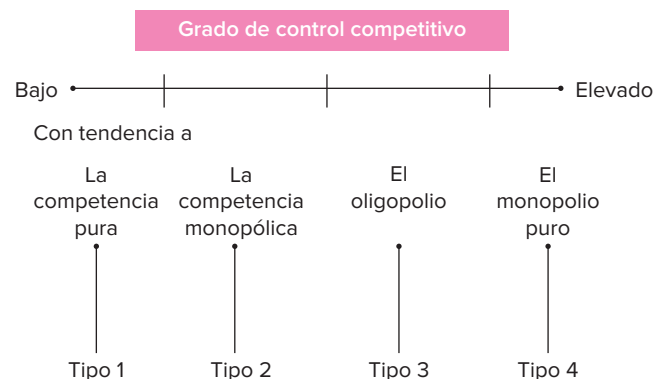 Grado de control competitivo
Bajo
Elevado
Con tendencia a
La
competencia
pura
La
competencia
monopólica
El
oligopolio
El
monopolio
puro
Tipo 1
Tipo 2
Tipo 3
Tipo 4